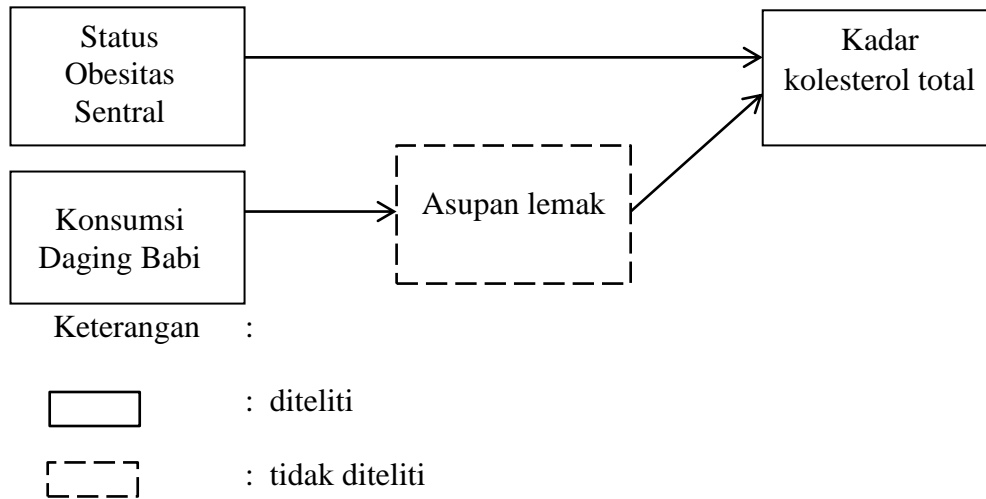 Status
Obesitas
Sentral
Kadar
kolesterol total
Asupan lemak
Konsumsi
Daging Babi
Keterangan :
: diteliti
: tidak diteliti